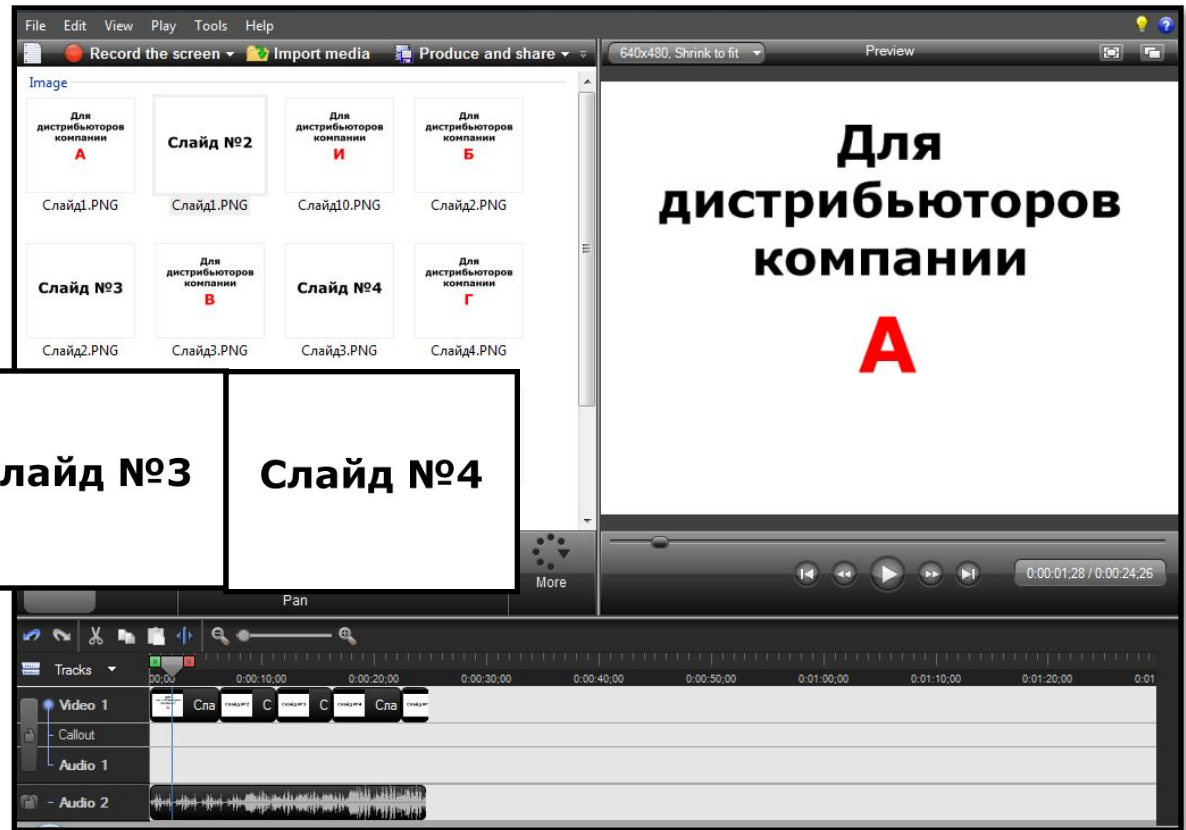 File Edit View Play Tools Help
Record the screen Import media Produce and share
640x480, Shrink to fit Preview
Image
Для
дистрибьюторов
компании
А
Слайд №2
Для
дистрибьюторов
компании
И
Для
дистрибьюторов
компании
Б
Слайд1.PNG Слайд1.PNG Слайд10.PNG Слайд2.PNG
Слайд №3
Для
дистрибьюторов
компании
В
Слайд №4
Для
дистрибьюторов
компании
Г
Слайд2.PNG Слайд3.PNG Слайд3.PNG Слайд4.PNG
Для
дистрибьюторов
компании
А
лайд №3
Слайд №4
More
Pan
0:00:01;28 / 0:00:24;26
Tracks
00;00 0:00:10;00 0:00:20;00 0:00:30;00 0:00:40;00 0:00:50;00 0:01:00;00 0:01:10;00 0:01:20;00 0:01
Video 1 Сла Слайд №2 С Слайд №3 С Слайд №4 Сла
Callout
Audio 1
Audio 2